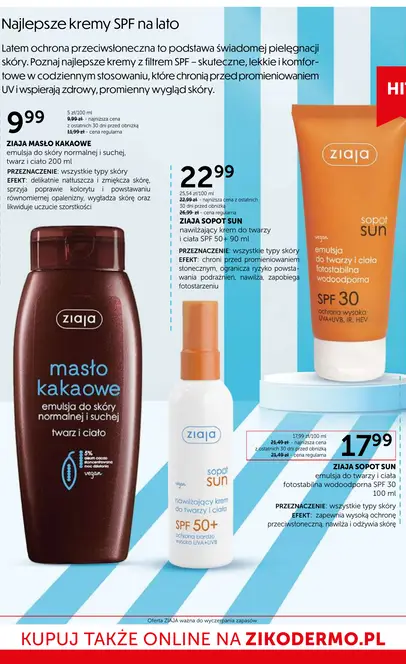 Najlepsze kremy SPF na lato
Latem ochrona przeciwsłoneczna to podstawa świadomej pielęgnacji
skóry. Poznaj najlepsze kremy z filtrem SPF – skuteczne, lekkie i komfor-
towe w codziennym stosowaniu, które chronią przed promieniowaniem
UV i wspierają zdrowy, promienny wygląd skóry.
HI
9 99
5 zł/100 ml
9,99 zł - najniższa cena
z ostatnich 30 dni przed obniżką
11,99 zł - cena regularna
ZIAJA MASŁO KAKAOWE
emulsja do skóry normalnej i suchej,
twarz i ciało 200 ml
PRZEZNACZENIE: wszystkie typy skóry
EFEKT: delikatnie natłuszcza i zmiękcza skórę,
sprzyja poprawie kolorytu i powstawaniu
równomiernej opalenizny, wygładza skórę oraz
likwiduje uczucie szorstkości
22 99
25,54 zł/100 ml
22,99 zł - najniższa cena z ostatnich
30 dni przed obniżką
26,99 zł - cena regularna
ZIAJA SOPOT SUN
nawilżający krem do twarzy
i ciała SPF 50+ 90 ml
PRZEZNACZENIE: wszystkie typy skóry
EFEKT: chroni przed promieniowaniem
słonecznym, ogranicza ryzyko powsta-
wania podrażnień, nawilża, zapobiega
fotostarzeniu
ziaja
sopot
sun
vegan
emulsja
do twarzy i ciała
fotostabilna
wodoodporna
SPF 30
ochrona wysoka
UVA+UVB, IR, HEV
ziaja
masło
kakaowe
emulsja do skóry
normalnej i suchej
twarz i ciało
3%
vegan
ziaja
sopot
sun
nawilżający krem
do twarzy i ciała
SPF 50+
ochrona bardzo
wysoka UVA+UVB
17 99
17,99 zł/100 ml
21,49 zł - najniższa cena
z ostatnich 30 dni przed obniżką
21,49 zł - cena regularna
ZIAJA SOPOT SUN
emulsja do twarzy i ciała
fotostabilna wodoodporna SPF 30
100 ml
PRZEZNACZENIE: wszystkie typy skóry
EFEKT: zapewnia wysoką ochronę
przeciwsłoneczną, nawilża i odżywia skórę
Oferta ZIAJA ważna do wyczerpania zapasów.
KUPUJ TAKŻE ONLINE NA ZIKODERMO.PL